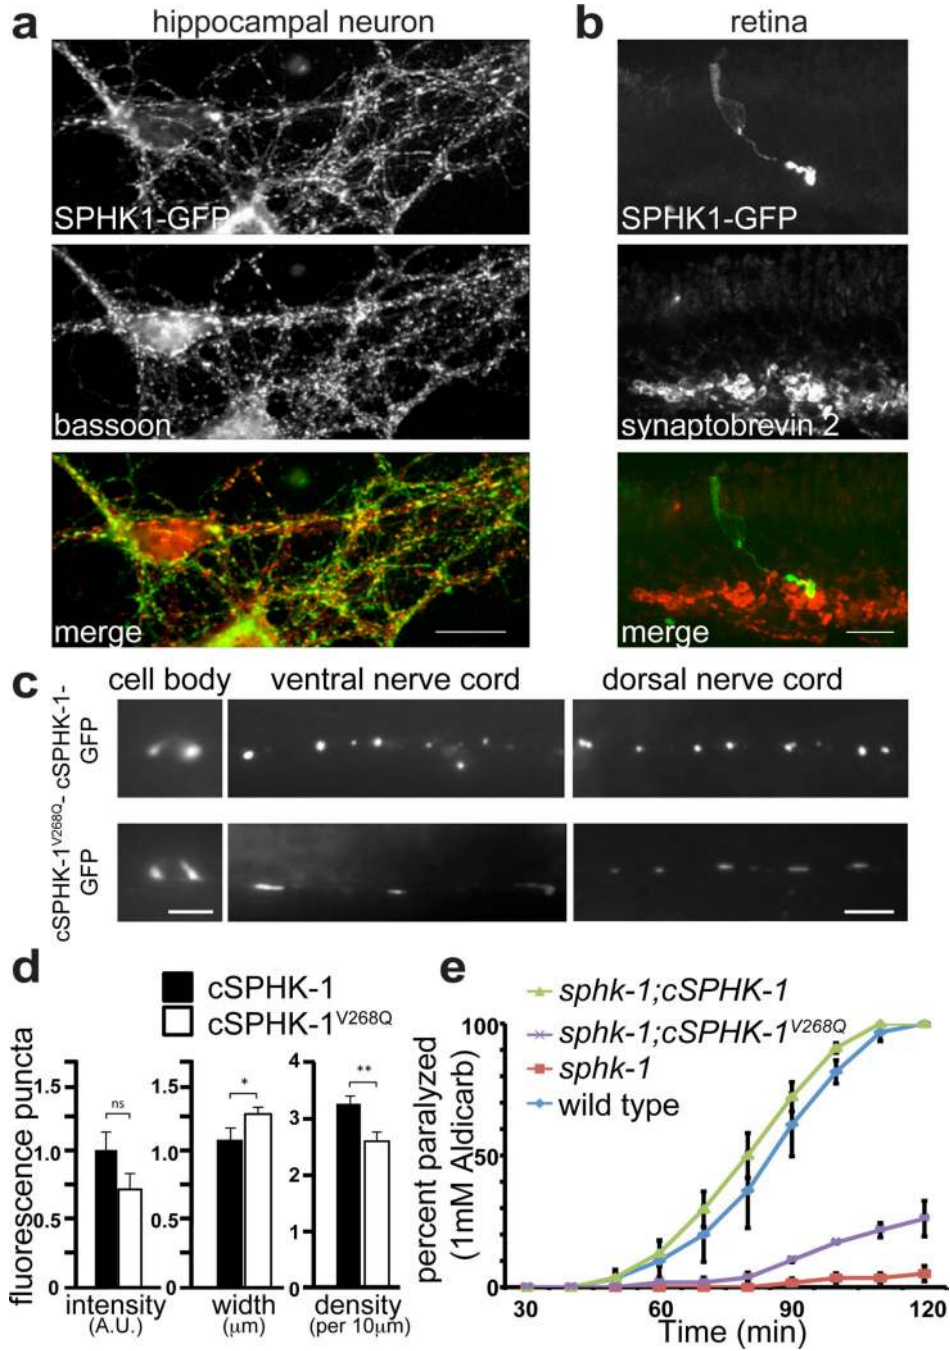 a hippocampal neuron
b retina
SPHK1-GFP
SPHK1-GFP
bassoon
synaptobrevin 2
merge
merge
c cell body ventral nerve cord dorsal nerve cord
cSPHK-1-
GFP
cSPHK-1V268Q-
GFP
d
cSPHK-1
cSPHK-1V268Q
fluorescence puncta
1.5
1.0
0.5
0
ns
intensity
(A.U.)
1.5
1.0
0.5
0
*
width
(μm)
4
3
2
1
0
**
density
(per 10μm)
e
sphk-1;cSPHK-1
sphk-1;cSPHK-1V268Q
sphk-1
wild type
percent paralyzed
(1mM Aldicarb)
100
50
0
30 60 90 120
Time (min)